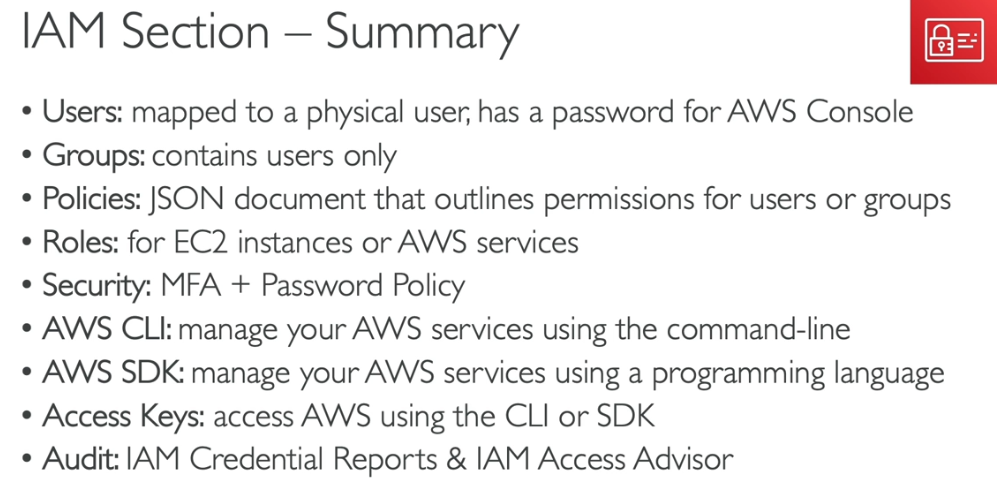 IAM Section – Summary
• Users: mapped to a physical user, has a password for AWS Console
• Groups: contains users only
• Policies: JSON document that outlines permissions for users or groups
• Roles: for EC2 instances or AWS services
• Security: MFA + Password Policy
• AWS CLI: manage your AWS services using the command-line
• AWS SDK: manage your AWS services using a programming language
• Access Keys: access AWS using the CLI or SDK
• Audit: IAM Credential Reports & IAM Access Advisor